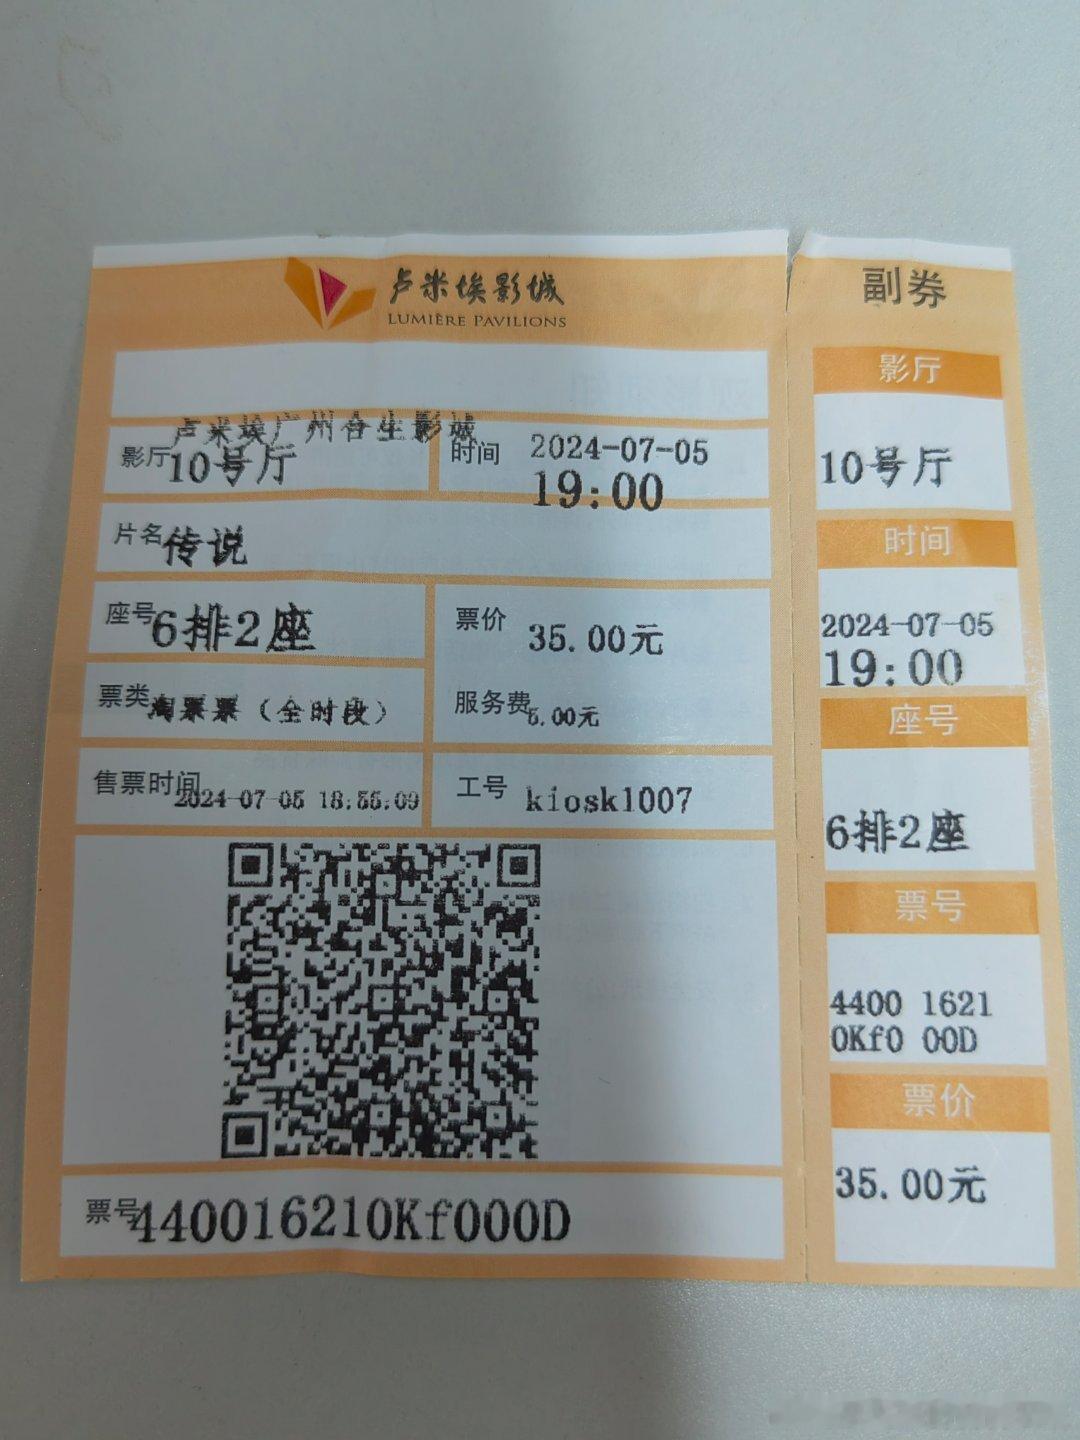 卢米埃影城
LUMIÈRE PAVILIONS
卢米埃广州合生影城
影厅 10号厅
时间 2024-07-05
19:00
片名 传说
座号 6排2座
票价 35.00元
票类 淘票票（全时段）
服务费 5.00元
售票时间 2024-07-05 18:55:09
工号 kiosk1007
票号 440016210Kf000D
副券
影厅
10号厅
时间
2024-07-05
19:00
座号
6排2座
票号
4400 1621
0Kf0 00D
票价
35.00元